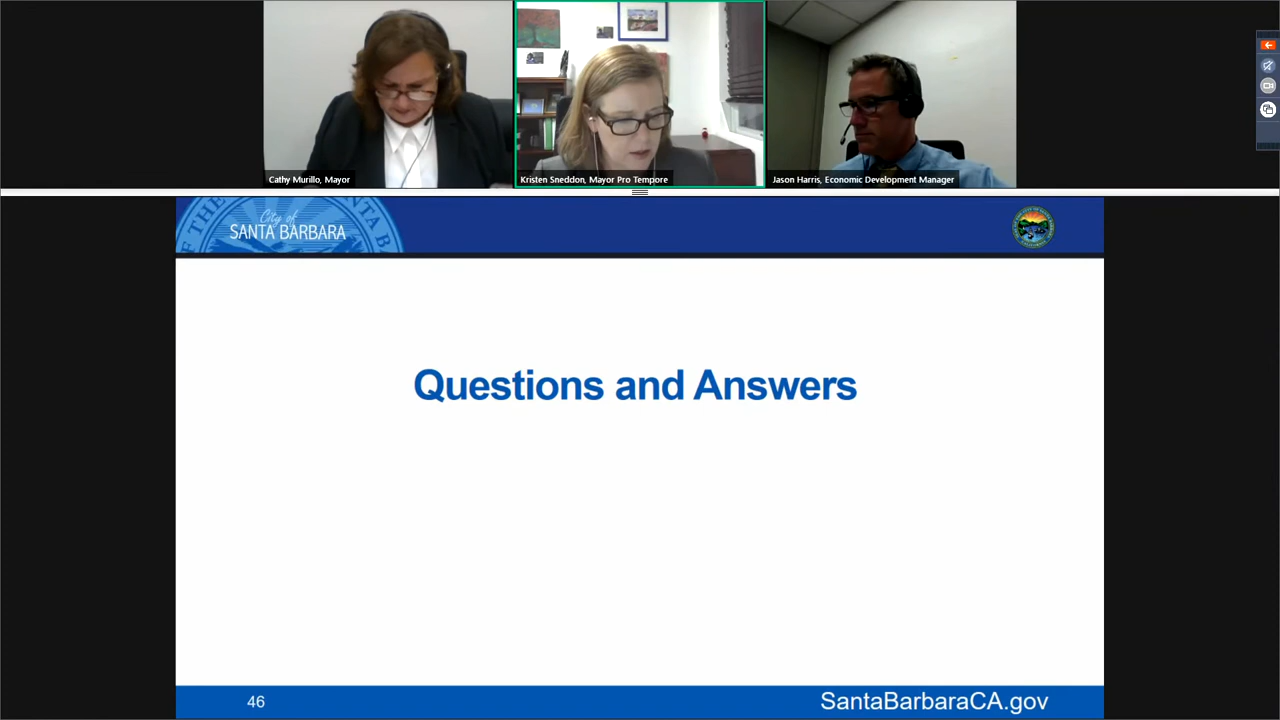 Cathy Murillo, Mayor
Kristen Sneddon, Mayor Pro Tempore
Jason Harris, Economic Development Manager
City of
SANTA BARBARA
Questions and Answers
46
SantaBarbaraCA.gov